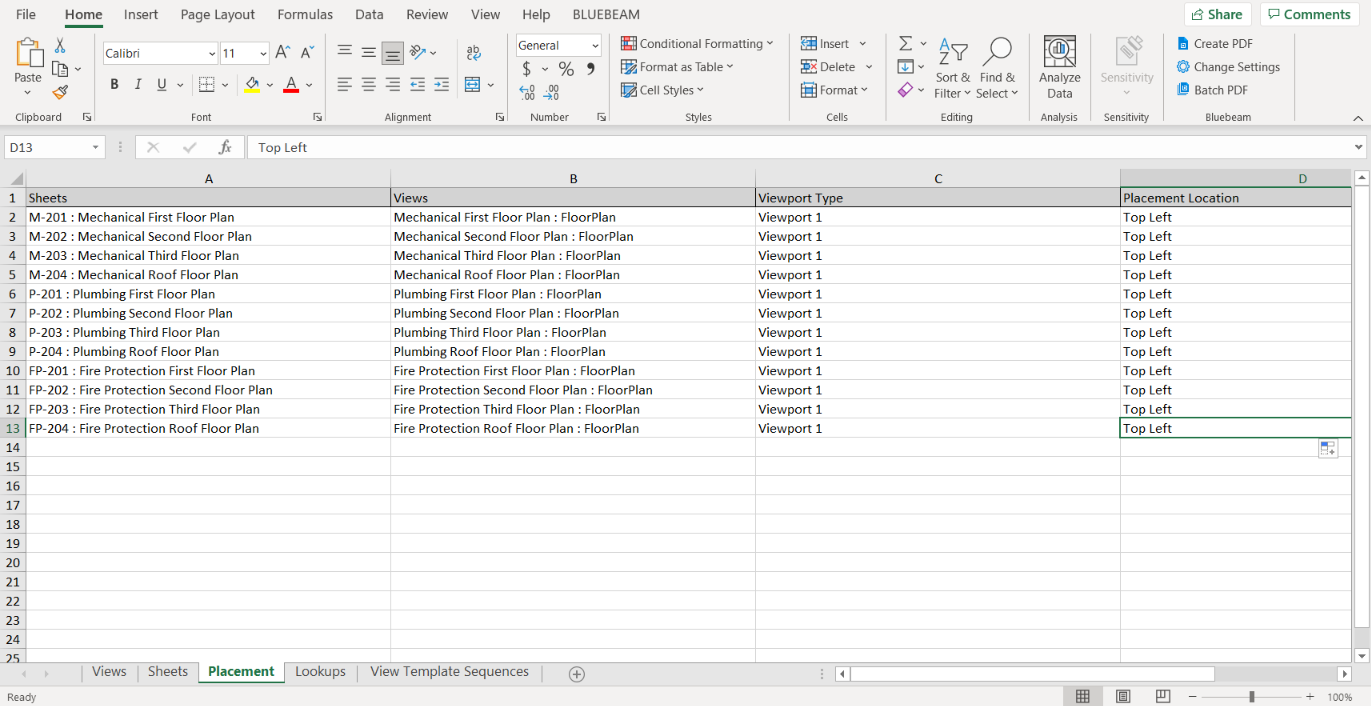 File Home Insert Page Layout Formulas Data Review View Help BLUEBEAM Share Comments
Calibri 11 ab General Conditional Formatting Insert Create PDF
Paste $ % Format as Table Delete Sort & Filter Find & Select Analyze Data Sensitivity Change Settings
B I U A Cell Styles Format Batch PDF
Clipboard Font Alignment Number Styles Cells Editing Analysis Sensitivity Bluebeam
D13 fx Top Left
A B C D
1 Sheets Views Viewport Type Placement Location
2 M-201 : Mechanical First Floor Plan Mechanical First Floor Plan : FloorPlan Viewport 1 Top Left
3 M-202 : Mechanical Second Floor Plan Mechanical Second Floor Plan : FloorPlan Viewport 1 Top Left
4 M-203 : Mechanical Third Floor Plan Mechanical Third Floor Plan : FloorPlan Viewport 1 Top Left
5 M-204 : Mechanical Roof Floor Plan Mechanical Roof Floor Plan : FloorPlan Viewport 1 Top Left
6 P-201 : Plumbing First Floor Plan Plumbing First Floor Plan : FloorPlan Viewport 1 Top Left
7 P-202 : Plumbing Second Floor Plan Plumbing Second Floor Plan : FloorPlan Viewport 1 Top Left
8 P-203 : Plumbing Third Floor Plan Plumbing Third Floor Plan : FloorPlan Viewport 1 Top Left
9 P-204 : Plumbing Roof Floor Plan Plumbing Roof Floor Plan : FloorPlan Viewport 1 Top Left
10 FP-201 : Fire Protection First Floor Plan Fire Protection First Floor Plan : FloorPlan Viewport 1 Top Left
11 FP-202 : Fire Protection Second Floor Plan Fire Protection Second Floor Plan : FloorPlan Viewport 1 Top Left
12 FP-203 : Fire Protection Third Floor Plan Fire Protection Third Floor Plan : FloorPlan Viewport 1 Top Left
13 FP-204 : Fire Protection Roof Floor Plan Fire Protection Roof Floor Plan : FloorPlan Viewport 1 Top Left
14
15
16
17
18
19
20
21
22
23
24
25
Views Sheets Placement Lookups View Template Sequences
Ready 100%